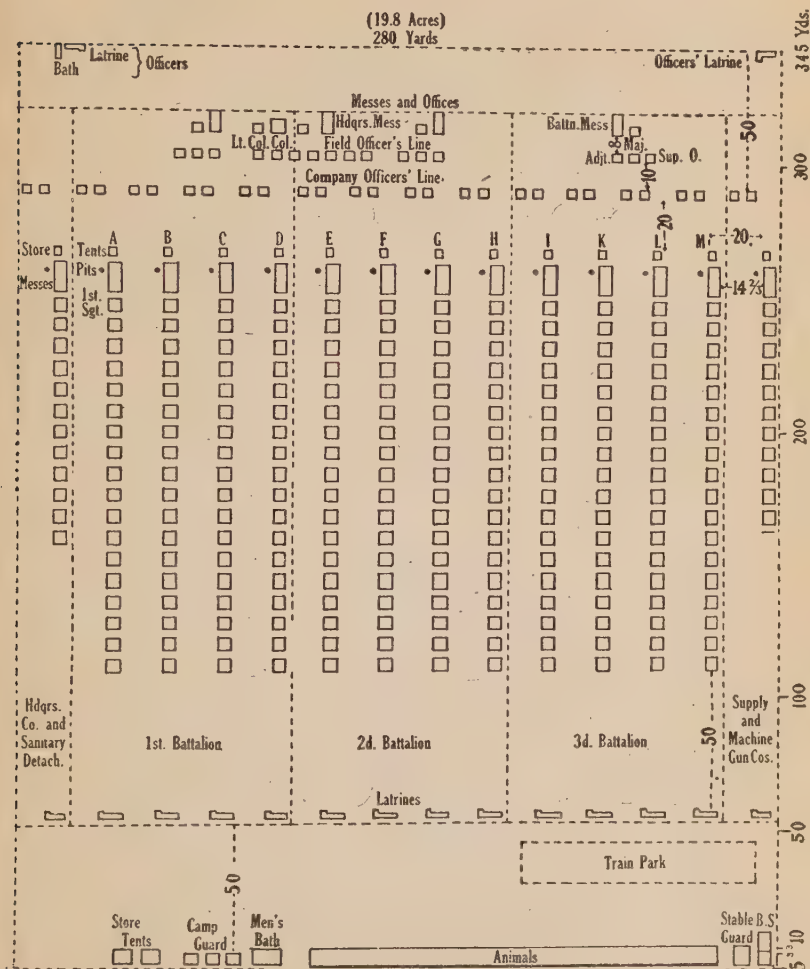 (19.8 Acres)
280 Yards
345 Yds.
Bath
Latrine
Officers
Officers' Latrine
50
Messes and Offices
Lt. Col. Col.
Hdqrs. Mess
Field Officer's Line
Battn. Mess
8
Maj.
Adjt.
Sup. O.
10
Company Officers' Line.
300
20
20
Store
Tents
A
B
C
D
E
F
G
H
I
K
L
M
Messes
Pits
14 2/3
1st.
Sgt.
200
100
Hdqrs.
Co. and
Sanitary
Detach.
1st. Battalion
2d. Battalion
3d. Battalion
50
Supply
and
Machine
Gun Cos.
Latrines
50
Train Park
50
Store
Tents
Camp
Guard
Men's
Bath
Animals
Stable
Guard
B.S
10
5